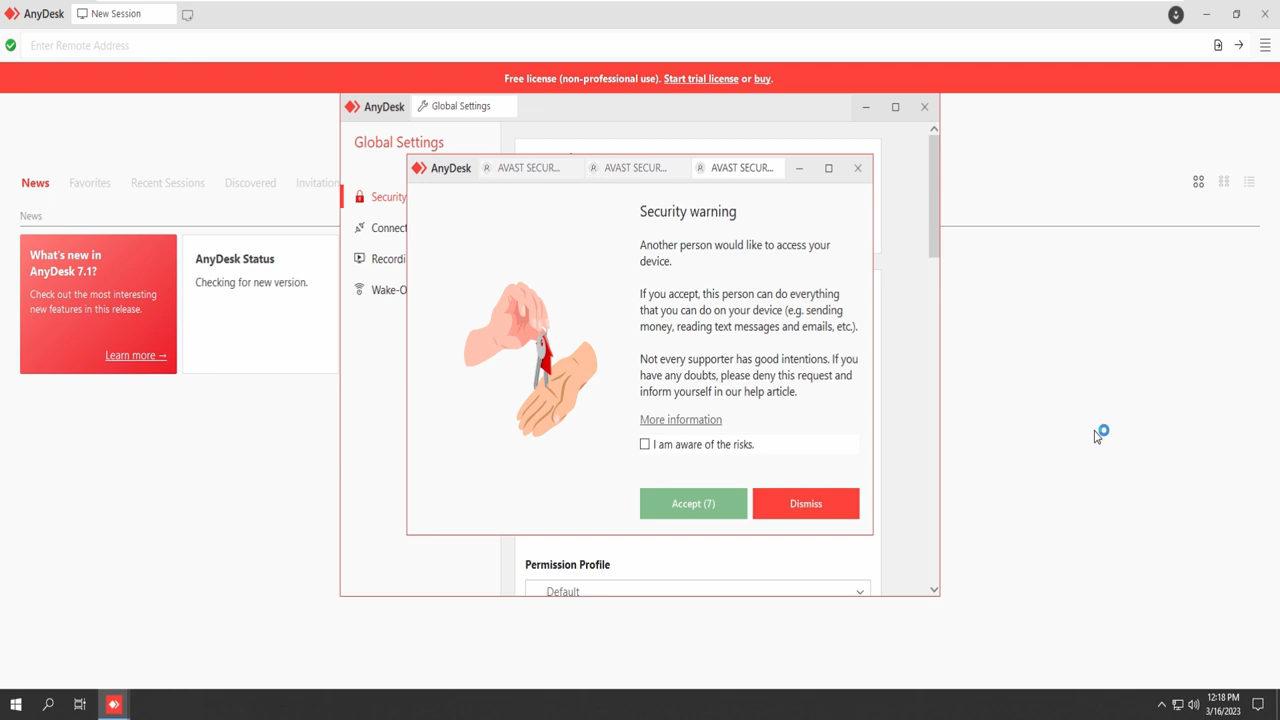 AnyDesk
New Session
Enter Remote Address
Free license (non-professional use). Start trial license or buy.
AnyDesk
Global Settings
Global Settings
Security
Connect
Recordi
Wake-O
News
Favorites
Recent Sessions
Discovered
Invitation
News
What's new in
AnyDesk 7.1?
Check out the most interesting
new features in this release.
Learn more →
AnyDesk Status
Checking for new version.
AnyDesk
AVAST SECUR...
AVAST SECUR...
AVAST SECUR...
Security warning
Another person would like to access your
device.
If you accept, this person can do everything
that you can do on your device (e.g. sending
money, reading text messages and emails, etc.).
Not every supporter has good intentions. If you
have any doubts, please deny this request and
inform yourself in our help article.
More information
I am aware of the risks.
Accept (7)
Dismiss
Permission Profile
Default
12:18 PM
3/16/2023